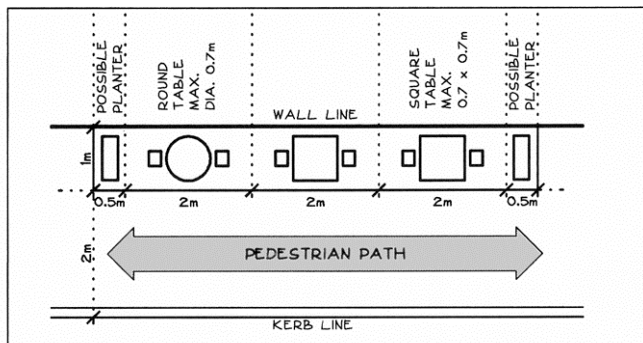 POSSIBLE
PLANTER
ROUND
TABLE
MAX.
DIA. 0.7m
SQUARE
TABLE
MAX.
0.7 x 0.7m
POSSIBLE
PLANTER
WALL LINE
1m
0.5m
2m
2m
2m
0.5m
2m
PEDESTRIAN PATH
KERB LINE